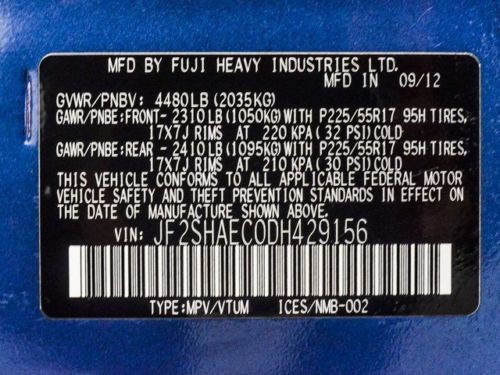 MFD BY FUJI HEAVY INDUSTRIES LTD.
MFD IN 09/12
GVWR/PNBV: 4480LB(2035KG)
GAWR/PNBE:FRONT- 2310LB(1050KG)WITH P225/55R17 95H TIRES,
17X7J RIMS AT 220 KPA(32 PSI)COLD
GAWR/PNBE:REAR - 2410LB(1095KG)WITH P225/55R17 95H TIRES,
17X7J RIMS AT 210 KPA(30 PSI)COLD
THIS VEHICLE CONFORMS TO ALL APPLICABLE FEDERAL MOTOR
VEHICLE SAFETY AND THEFT PREVENTION STANDARDS IN EFFECT ON
THE DATE OF MANUFACTURE SHOWN ABOVE.
VIN: JF2SHAEC0DH429156
TYPE:MPV/VTUM ICES/NMB-002